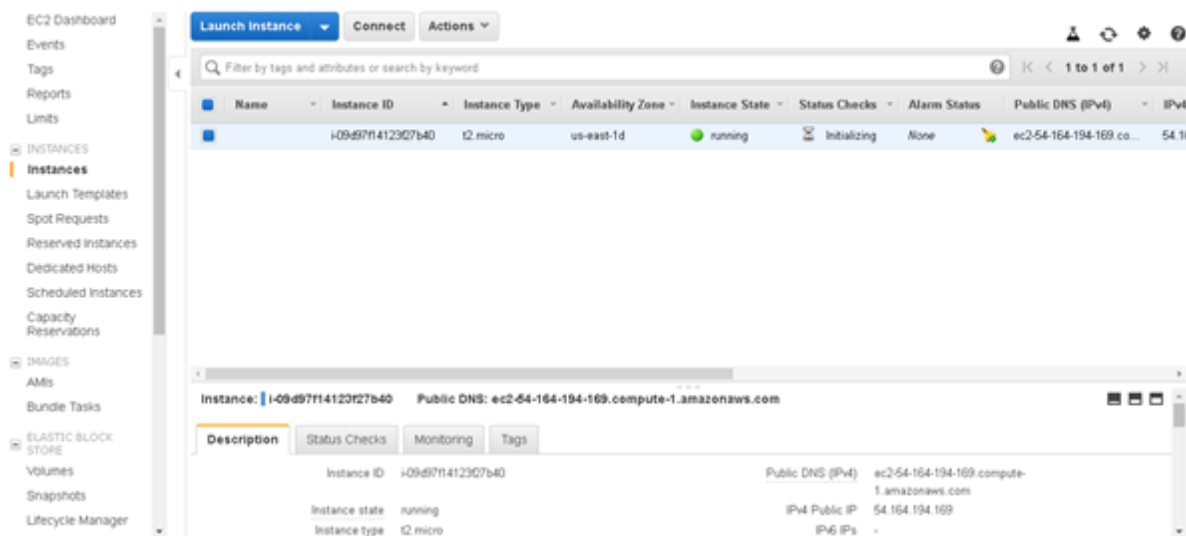 EC2 Dashboard
Events
Tags
Reports
Limits
INSTANCES
Instances
Launch Templates
Spot Requests
Reserved Instances
Dedicated Hosts
Scheduled Instances
Capacity
Reservations
IMAGES
AMIs
Bundle Tasks
ELASTIC BLOCK
STORE
Volumes
Snapshots
Lifecycle Manager
Launch Instance Connect Actions
Filter by tags and attributes or search by keyword 1 to 1 of 1
Name Instance ID Instance Type Availability Zone Instance State Status Checks Alarm Status Public DNS (IPv4) IPv4
i-09d97f14123f27b40 t2.micro us-east-1d running Initializing None ec2-54-164-194-169.co... 54.1
Instance: i-09d97f14123f27b40 Public DNS: ec2-54-164-194-169.compute-1.amazonaws.com
Description Status Checks Monitoring Tags
Instance ID i-09d97f14123f27b40 Public DNS (IPv4) ec2-54-164-194-169.compute-
1.amazonaws.com
Instance state running IPv4 Public IP 54.164.194.169
Instance type t2.micro IPv6 IPs -